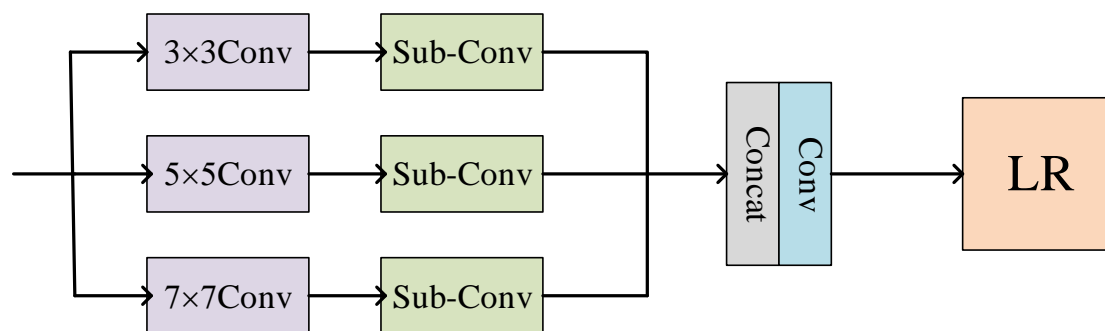 3×3Conv
Sub-Conv
5×5Conv
Sub-Conv
7×7Conv
Sub-Conv
Concat
Conv
LR